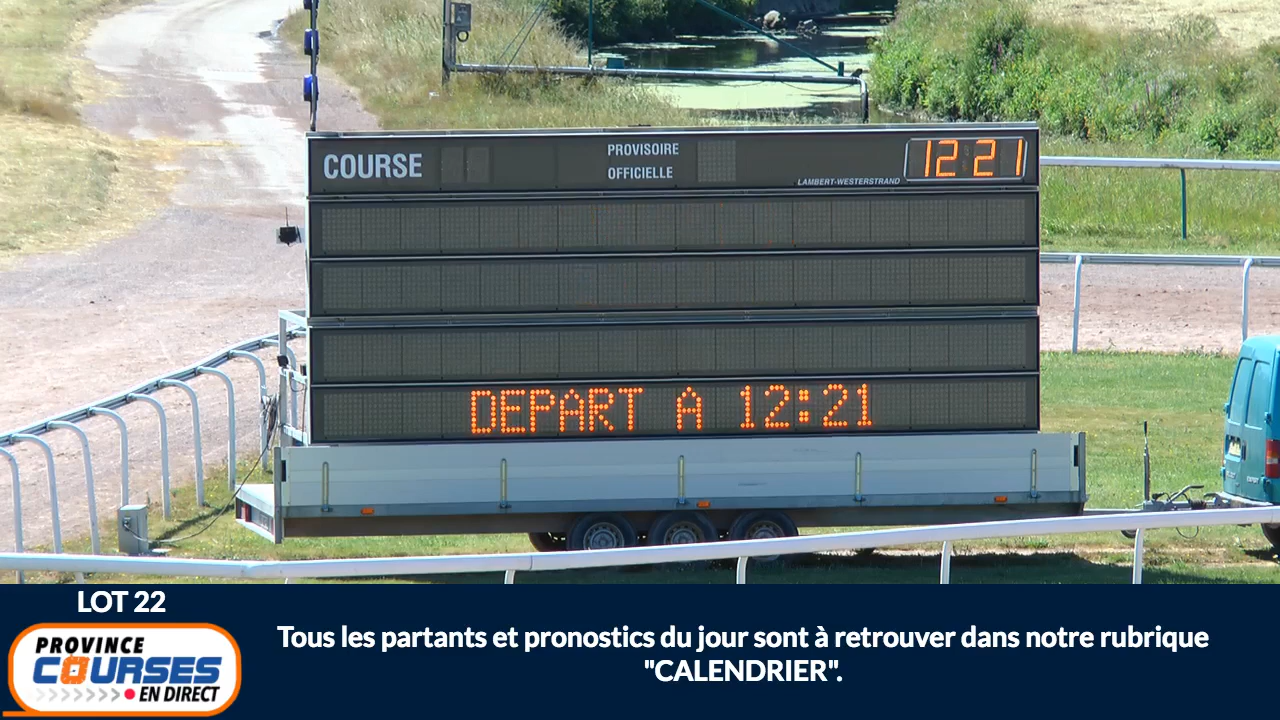 COURSE
PROVISOIRE
OFFICIELLE
LAMBERT-WESTERSTRAND
12:21
DEPART A 12:21
LOT 22
PROVINCE
COURSES
EN DIRECT
Tous les partants et pronostics du jour sont à retrouver dans notre rubrique
"CALENDRIER".